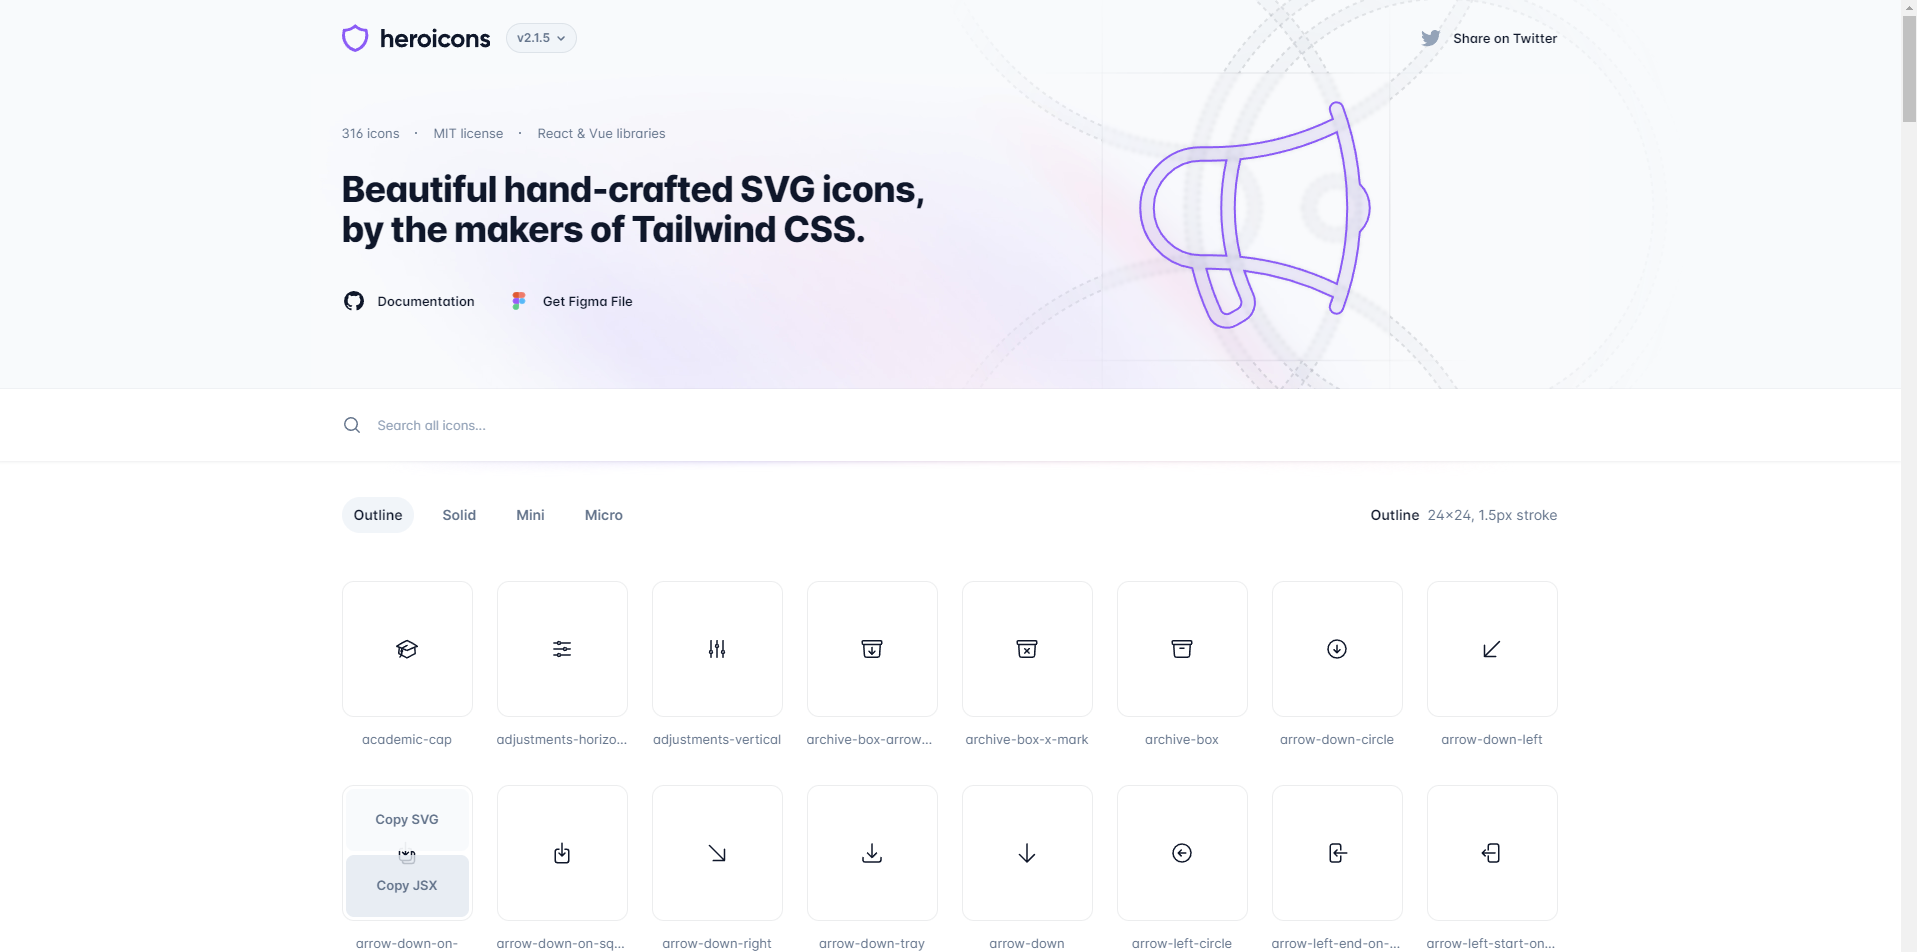 heroicons
v2.1.5
Share on Twitter
316 icons · MIT license · React & Vue libraries
Beautiful hand-crafted SVG icons,
by the makers of Tailwind CSS.
Documentation
Get Figma File
Search all icons...
Outline
Solid
Mini
Micro
Outline 24×24, 1.5px stroke
academic-cap
adjustments-horizo...
adjustments-vertical
archive-box-arrow...
archive-box-x-mark
archive-box
arrow-down-circle
arrow-down-left
Copy SVG
Copy JSX
arrow-down-on-
arrow-down-on-sq...
arrow-down-right
arrow-down-tray
arrow-down
arrow-left-circle
arrow-left-end-on-...
arrow-left-start-on...